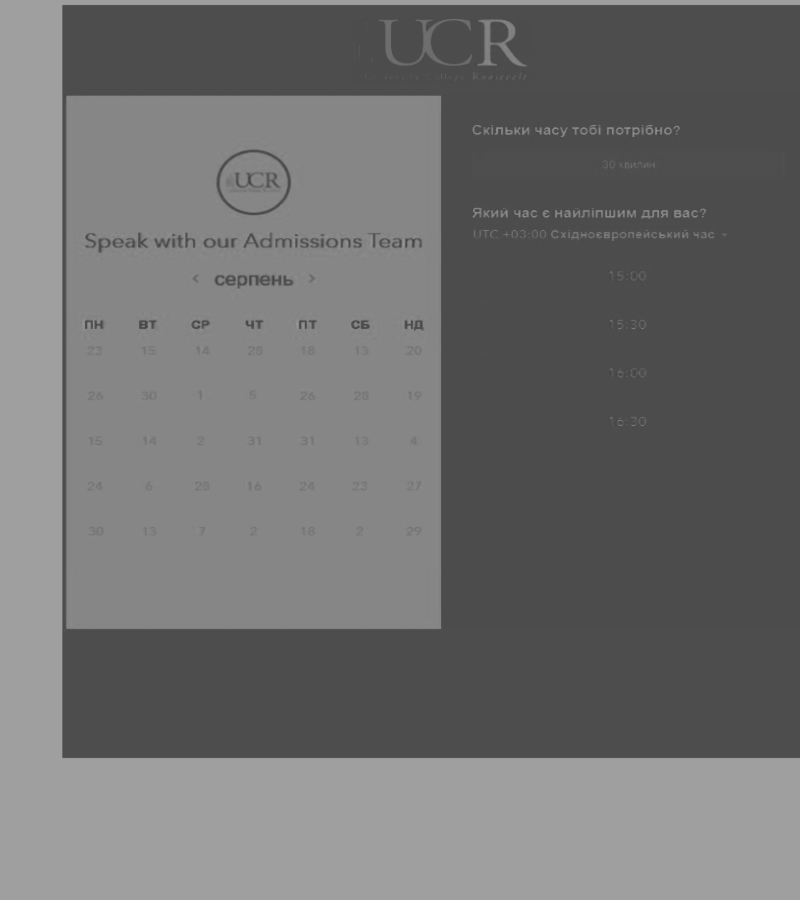 UCR
College Roosevelt
UCR
Speak with our Admissions Team
< серпень >
ПН ВТ СР ЧТ ПТ СБ НД
23 15 14 28 18 13 20
26 30 1 5 26 28 19
15 14 2 31 31 13 4
24 6 28 16 24 23 27
30 13 7 2 18 2 29
Скільки часу тобі потрібно?
30 хвилин
Який час є найліпшим для вас?
UTC +03:00 Східноєвропейський час
15:00
15:30
16:00
16:30